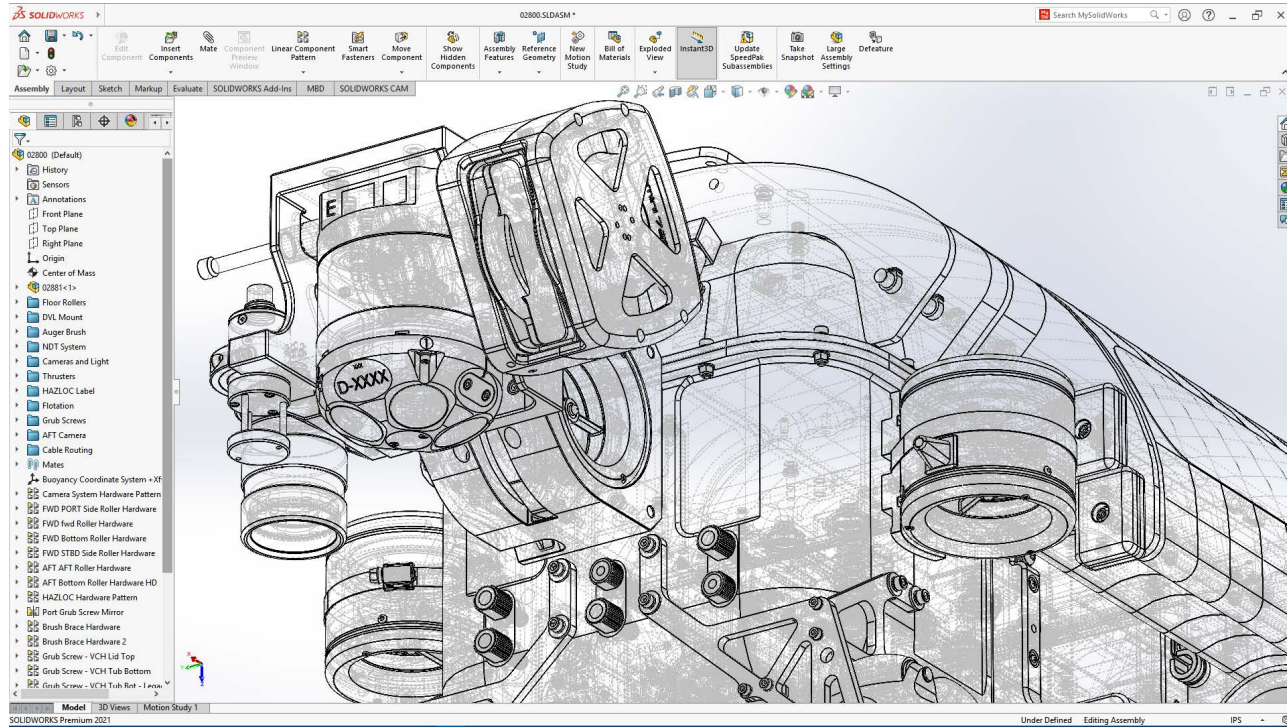 SOLIDWORKS
02800.SLDASM *
Search MySolidWorks
Edit Component
Insert Components
Mate
Component Preview Window
Linear Component Pattern
Smart Fasteners
Move Component
Show Hidden Components
Assembly Features
Reference Geometry
New Motion Study
Bill of Materials
Exploded View
Instant3D
Update SpeedPak Subassemblies
Take Snapshot
Large Assembly Settings
Defeature
Assembly Layout Sketch Markup Evaluate SOLIDWORKS Add-Ins MBD SOLIDWORKS CAM
02800 (Default)
History
Sensors
Annotations
Front Plane
Top Plane
Right Plane
Origin
Center of Mass
02881<1>
Floor Rollers
DVL Mount
Auger Brush
NDT System
Cameras and Light
Thrusters
HAZLOC Label
Flotation
Grub Screws
AFT Camera
Cable Routing
Mates
Buoyancy Coordinate System +Xf
Camera System Hardware Pattern
FWD PORT Side Roller Hardware
FWD fwd Roller Hardware
FWD Bottom Roller Hardware
FWD STBD Side Roller Hardware
AFT AFT Roller Hardware
AFT Bottom Roller Hardware HD
HAZLOC Hardware Pattern
Port Grub Screw Mirror
Brush Brace Hardware
Brush Brace Hardware 2
Grub Screw - VCH Lid Top
Grub Screw - VCH Tub Bottom
Grub Screw - VCH Tub Bot - Lega
E
1
XXX
D-XXXX
Model 3D Views Motion Study 1
SOLIDWORKS Premium 2021
Under Defined Editing Assembly IPS